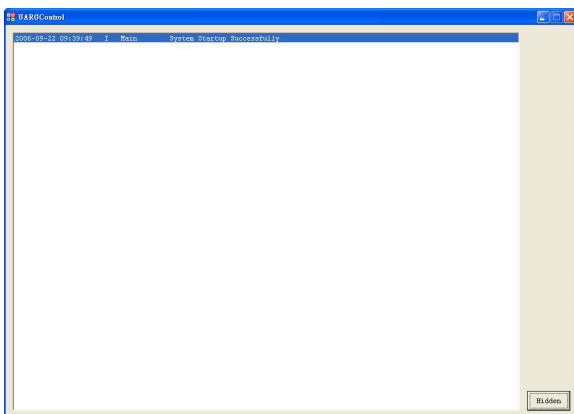 UARGControl
2006-09-22 09:39:49 I Main System Startup Successfully
Hidden